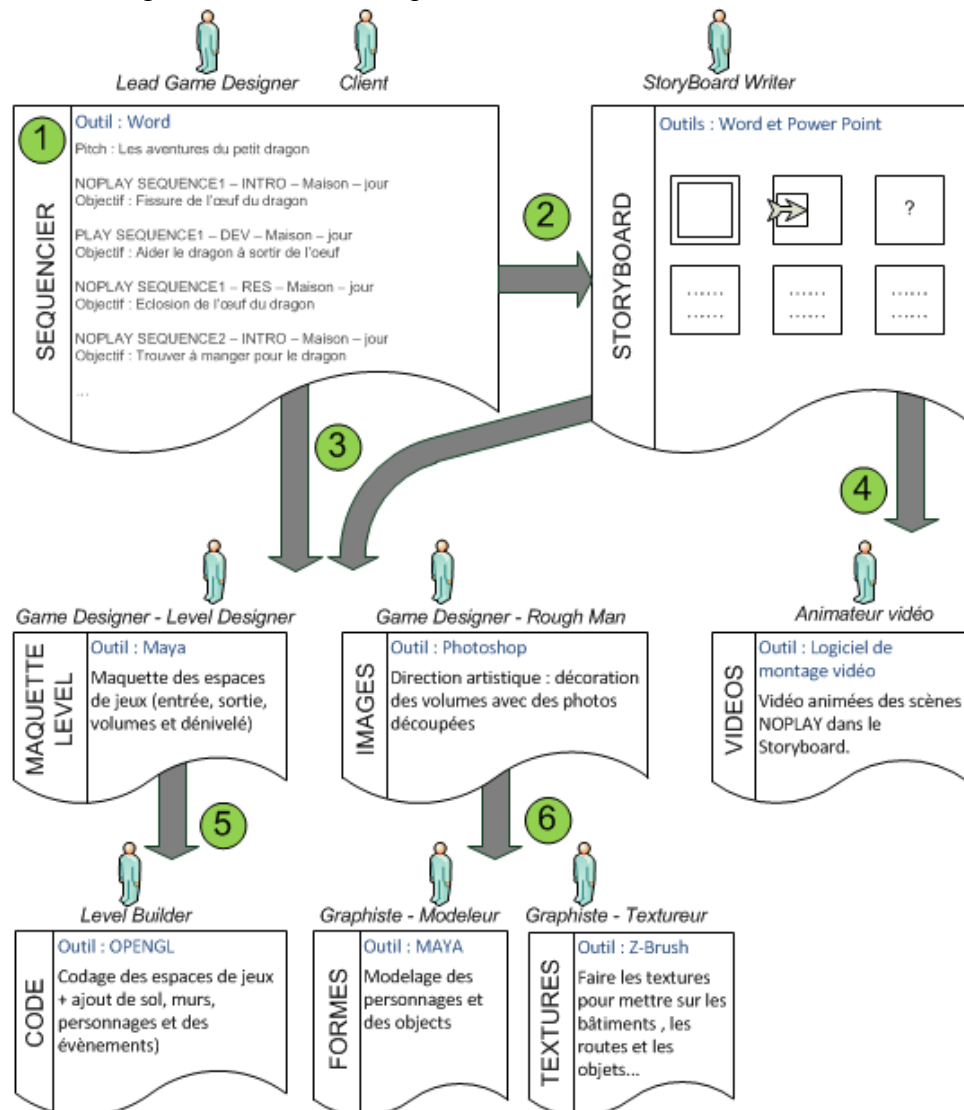 Lead Game Designer
Client
StoryBoard Writer
1
SEQUENCIER
Outil : Word
Pitch : Les aventures du petit dragon
NOPLAY SEQUENCE1 – INTRO – Maison – jour
Objectif : Fissure de l'œuf du dragon
PLAY SEQUENCE1 – DEV – Maison – jour
Objectif : Aider le dragon à sortir de l'oeuf
NOPLAY SEQUENCE1 – RES – Maison – jour
Objectif : Eclosion de l'œuf du dragon
NOPLAY SEQUENCE2 – INTRO – Maison – jour
Objectif : Trouver à manger pour le dragon
...
2
STORYBOARD
Outils : Word et Power Point
?
......
......
......
......
......
......
3
4
Game Designer - Level Designer
Game Designer - Rough Man
Animateur vidéo
MAQUETTE
LEVEL
Outil : Maya
Maquette des espaces
de jeux (entrée, sortie,
volumes et dénivelé)
IMAGES
Outil : Photoshop
Direction artistique : décoration
des volumes avec des photos
découpées
VIDEOS
Outil : Logiciel de
montage vidéo
Vidéo animées des scènes
NOPLAY dans le
Storyboard.
5
6
Level Builder
Graphiste - Modeleur
Graphiste - Textureur
CODE
Outil : OPENGL
Codage des espaces de jeux
+ ajout de sol, murs,
personnages et des
évènements)
FORMES
Outil : MAYA
Modelage des
personnages et
des objects
TEXTURES
Outil : Z-Brush
Faire les textures
pour mettre sur les
bâtiments , les
routes et les
objets...